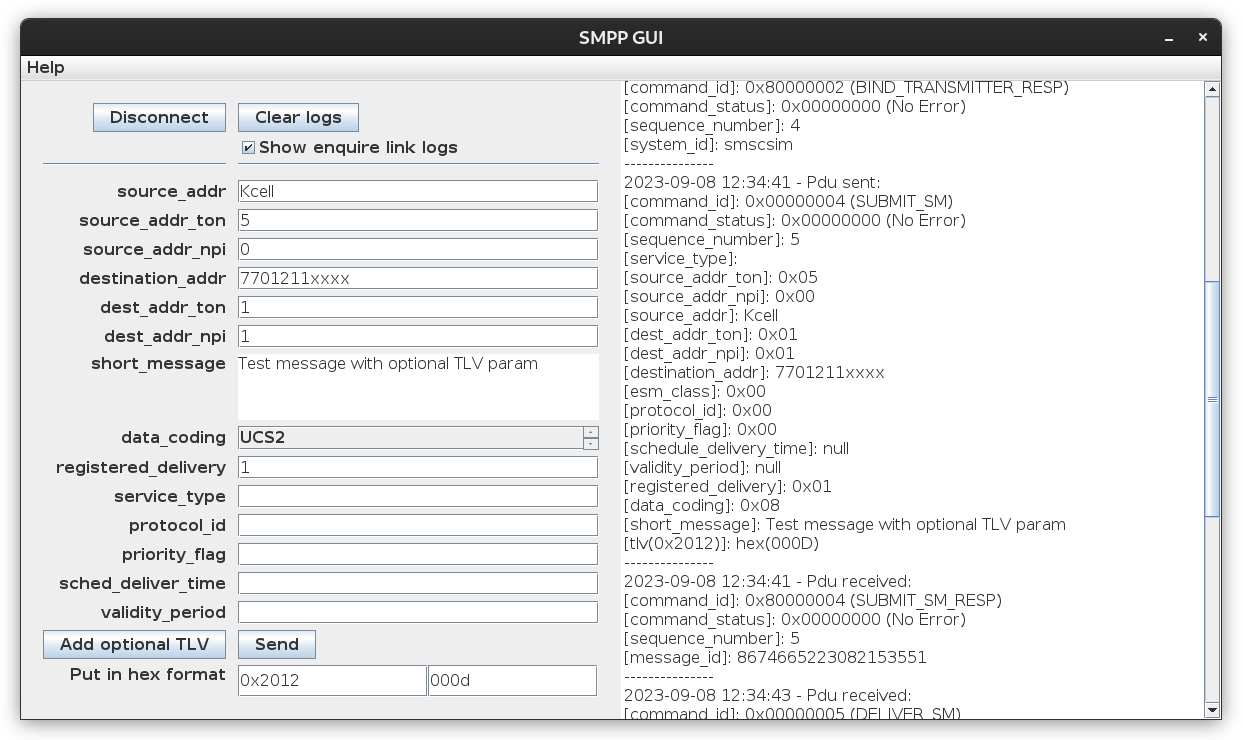 SMPP GUI
Help
Disconnect
Clear logs
Show enquire link logs
source_addr Kcell
source_addr_ton 5
source_addr_npi 0
destination_addr 7701211xxxx
dest_addr_ton 1
dest_addr_npi 1
short_message Test message with optional TLV param
data_coding UCS2
registered_delivery 1
service_type
protocol_id
priority_flag
sched_deliver_time
validity_period
Add optional TLV
Send
Put in hex format 0x2012 000d
[command_id]: 0x80000002 (BIND_TRANSMITTER_RESP)
[command_status]: 0x00000000 (No Error)
[sequence_number]: 4
[system_id]: smscsim
---------------
2023-09-08 12:34:41 - Pdu sent:
[command_id]: 0x00000004 (SUBMIT_SM)
[command_status]: 0x00000000 (No Error)
[sequence_number]: 5
[service_type]:
[source_addr_ton]: 0x05
[source_addr_npi]: 0x00
[source_addr]: Kcell
[dest_addr_ton]: 0x01
[dest_addr_npi]: 0x01
[destination_addr]: 7701211xxxx
[esm_class]: 0x00
[protocol_id]: 0x00
[priority_flag]: 0x00
[schedule_delivery_time]: null
[validity_period]: null
[registered_delivery]: 0x01
[data_coding]: 0x08
[short_message]: Test message with optional TLV param
[tlv(0x2012)]: hex(000D)
---------------
2023-09-08 12:34:41 - Pdu received:
[command_id]: 0x80000004 (SUBMIT_SM_RESP)
[command_status]: 0x00000000 (No Error)
[sequence_number]: 5
[message_id]: 8674665223082153551
---------------
2023-09-08 12:34:43 - Pdu received:
[command_id]: 0x00000005 (DELIVER_SM)